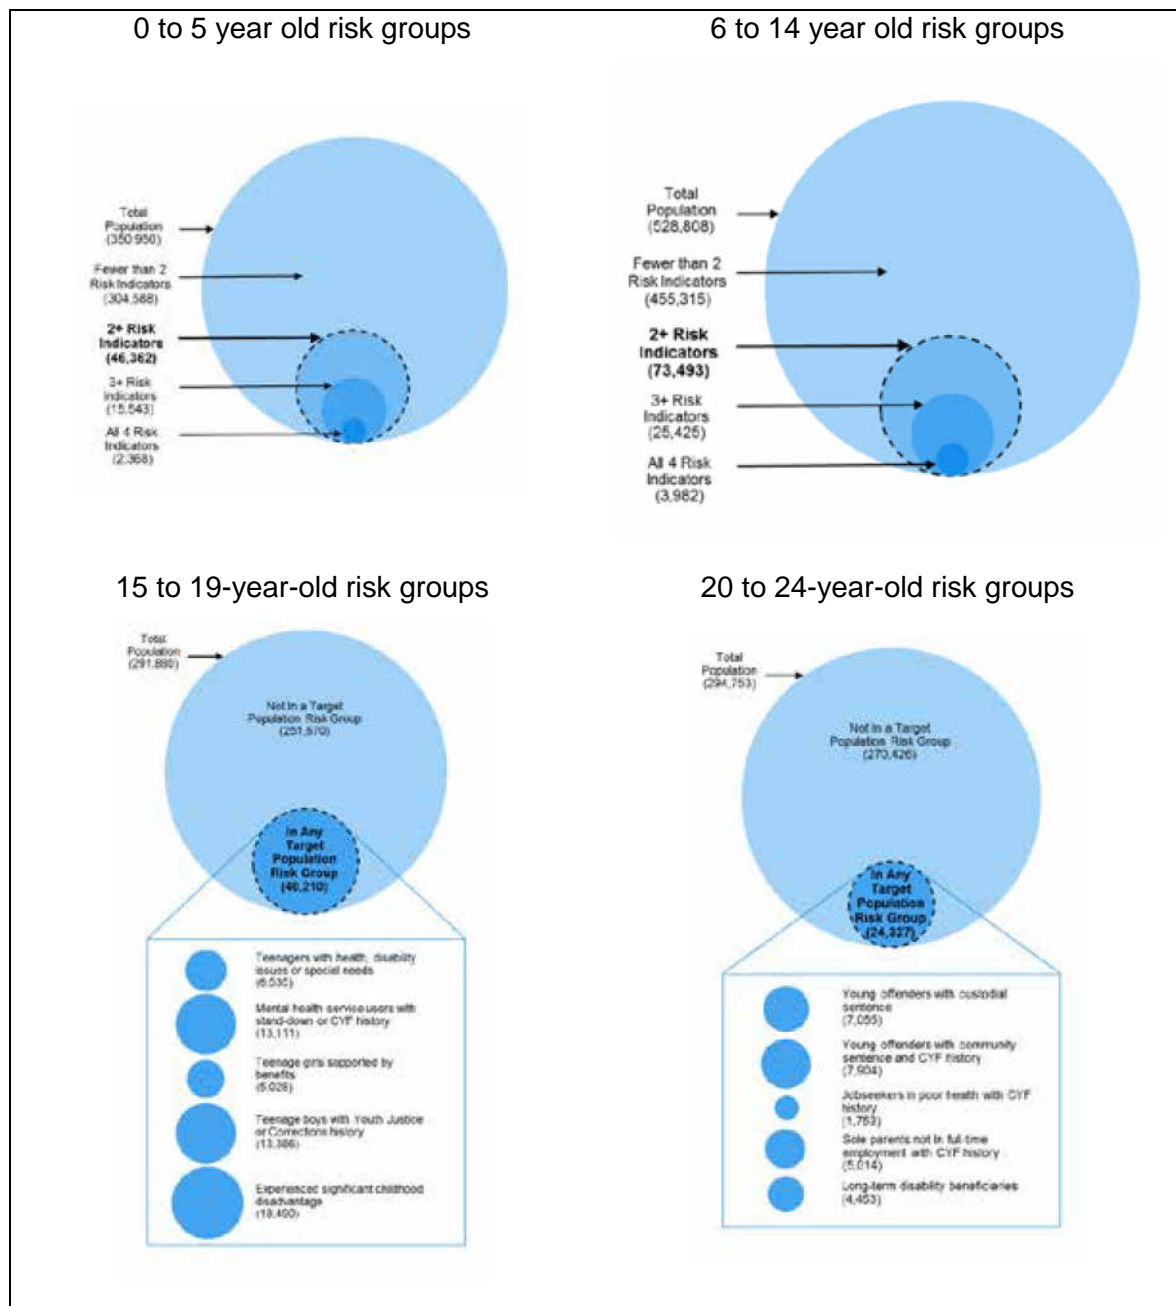 0 to 5 year old risk groups
Total
Population
(350,950)
Fewer than 2
Risk Indicators
(304,588)
2+ Risk
Indicators
(46,362)
3+ Risk
Indicators
(15,543)
All 4 Risk
Indicators
(2,368)
6 to 14 year old risk groups
Total
Population
(528,808)
Fewer than 2
Risk Indicators
(455,315)
2+ Risk
Indicators
(73,493)
3+ Risk
Indicators
(25,425)
All 4 Risk
Indicators
(3,982)
15 to 19-year-old risk groups
Total
Population
(291,880)
Not In a Target
Population Risk Group
(251,670)
In Any
Target
Population
Risk Group
(40,210)
Teenagers with health, disability
issues or special needs
Mental health service users with
stand-down or CYF history
(13,111)
Teenage girls supported by
benefits
(5,028)
Teenage boys with Youth Justice
or Corrections history
Experienced significant childhood
disadvantage
20 to 24-year-old risk groups
Total
Population
(294,753)
Not In a Target
Population Risk Group
(270,426)
In Any
Target
Population
Risk Group
(24,327)
Young offenders with custodial
sentence
(7,055)
Young offenders with community
sentence and CYF history
(7,904)
Jobseekers in poor health with CYF
history
Sole parents not in full-time
employment with CYF history
(5,014)
Long-term disability beneficiaries